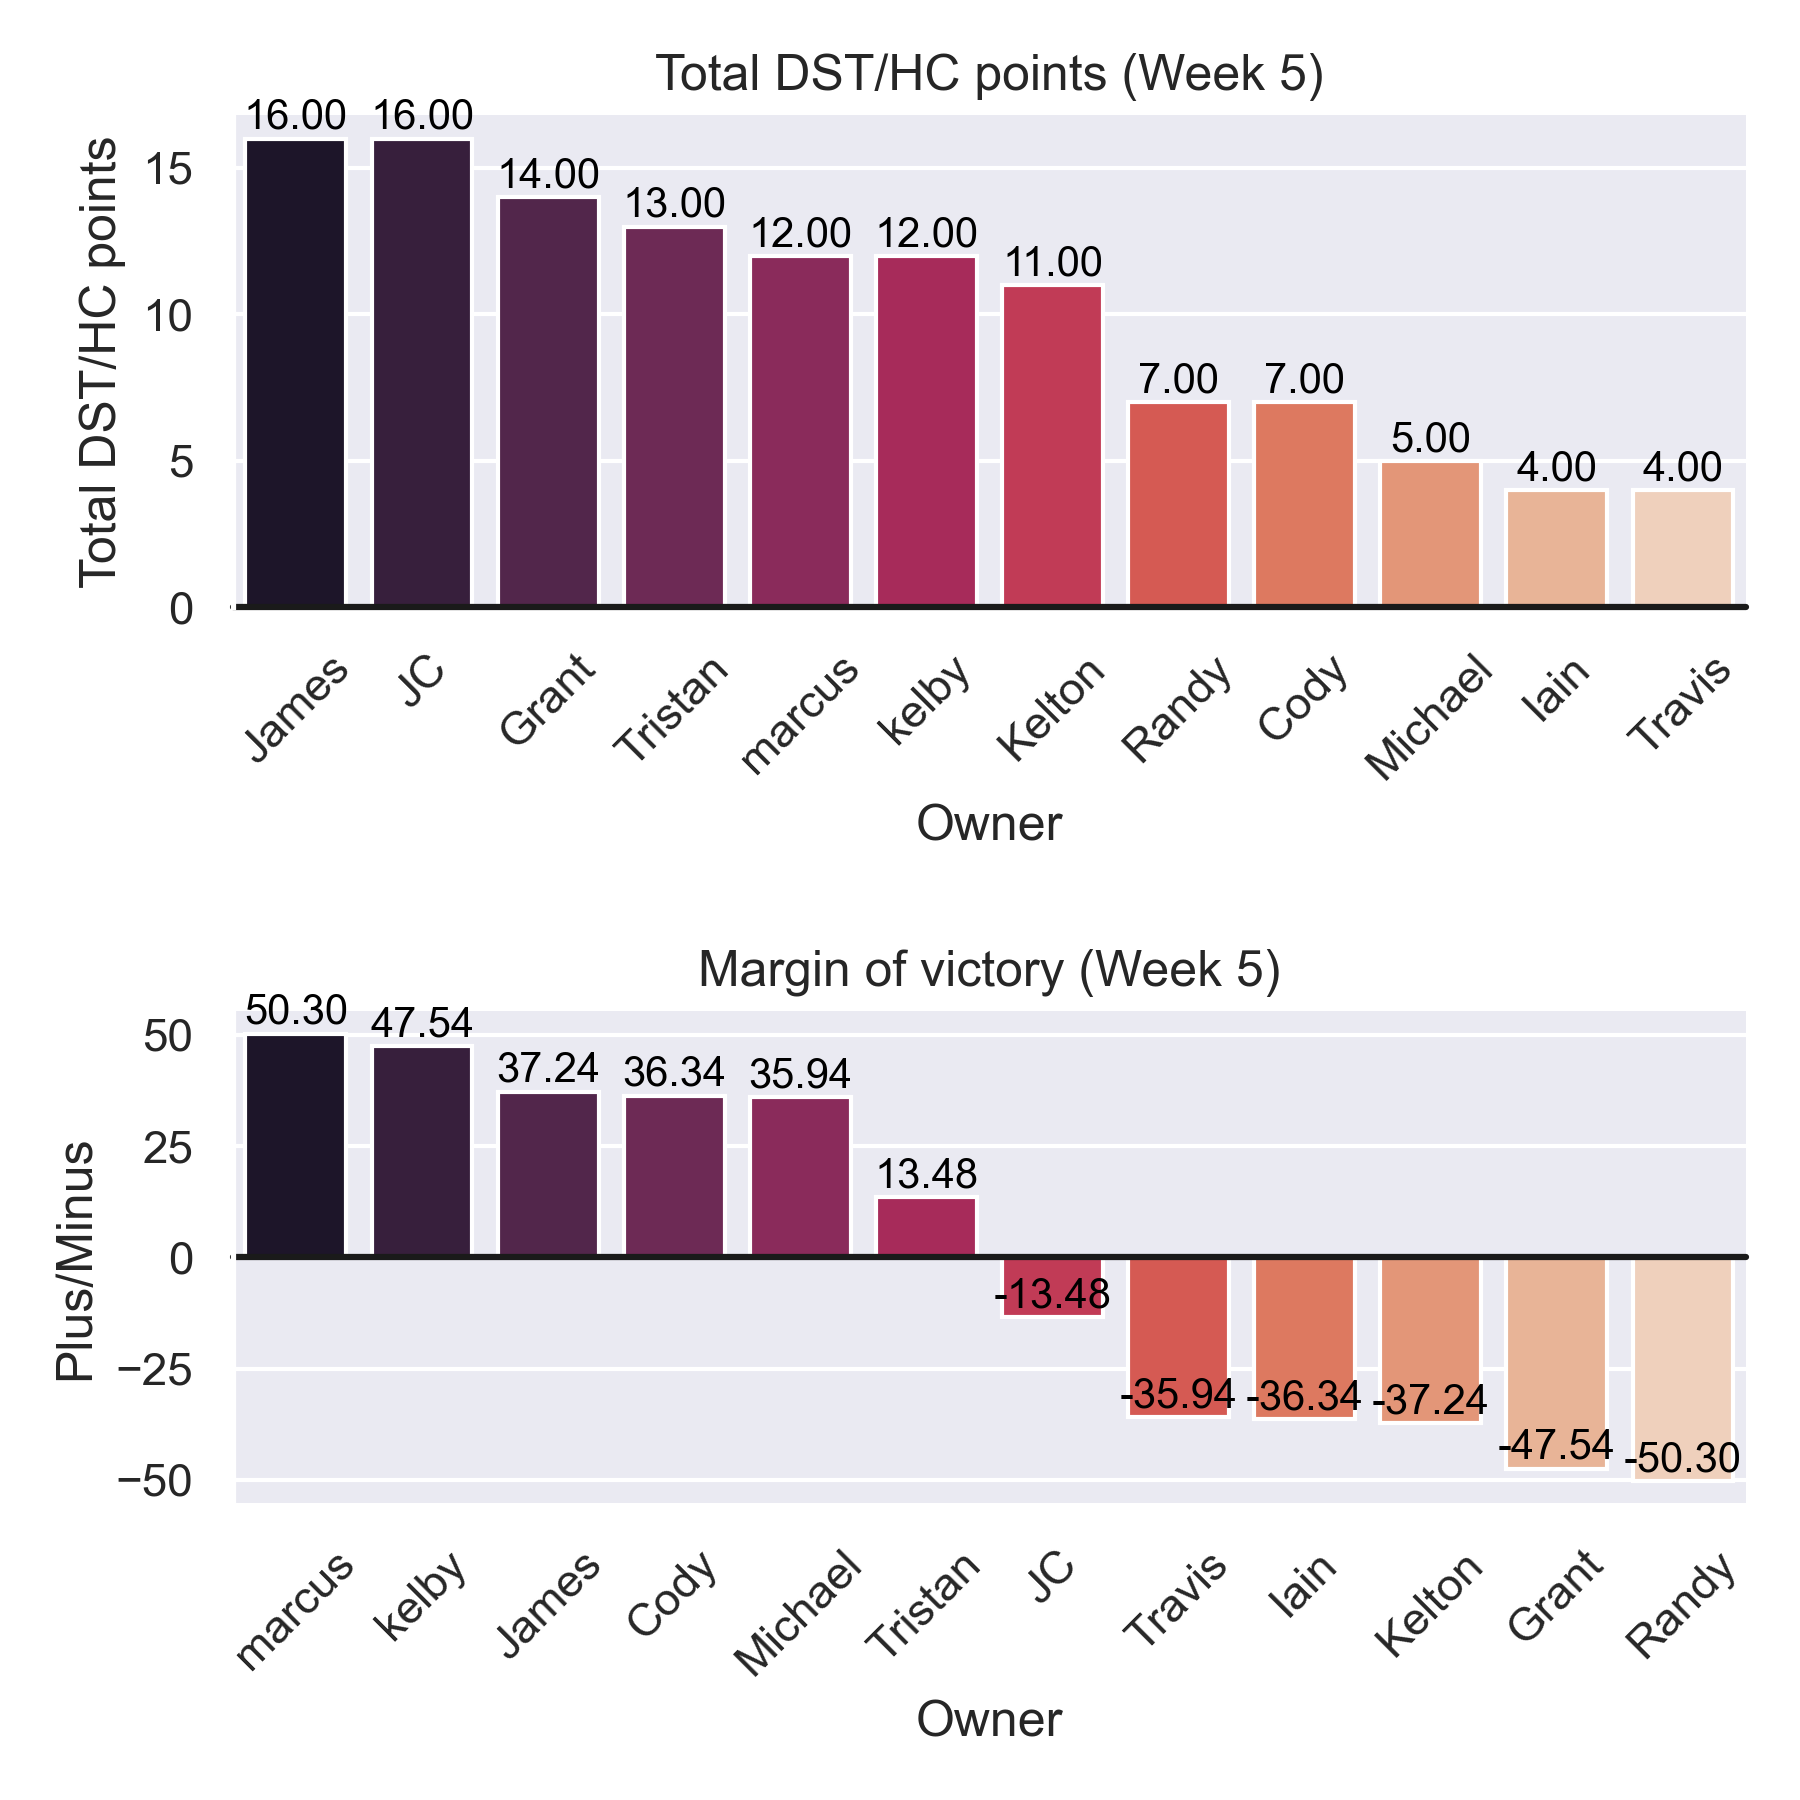 Total DST/HC points (Week 5)
16.00 16.00 14.00 13.00 12.00 12.00 11.00 7.00 7.00 5.00 4.00 4.00
Total DST/HC points
15
10
5
0
James JC Grant Tristan marcus kelby Kelton Randy Cody Michael Iain Travis
Owner
Margin of victory (Week 5)
50.30 47.54 37.24 36.34 35.94 13.48 -13.48 -35.94 -36.34 -37.24 -47.54 -50.30
Plus/Minus
50
25
0
−25
−50
marcus kelby James Cody Michael Tristan JC Travis Iain Kelton Grant Randy
Owner